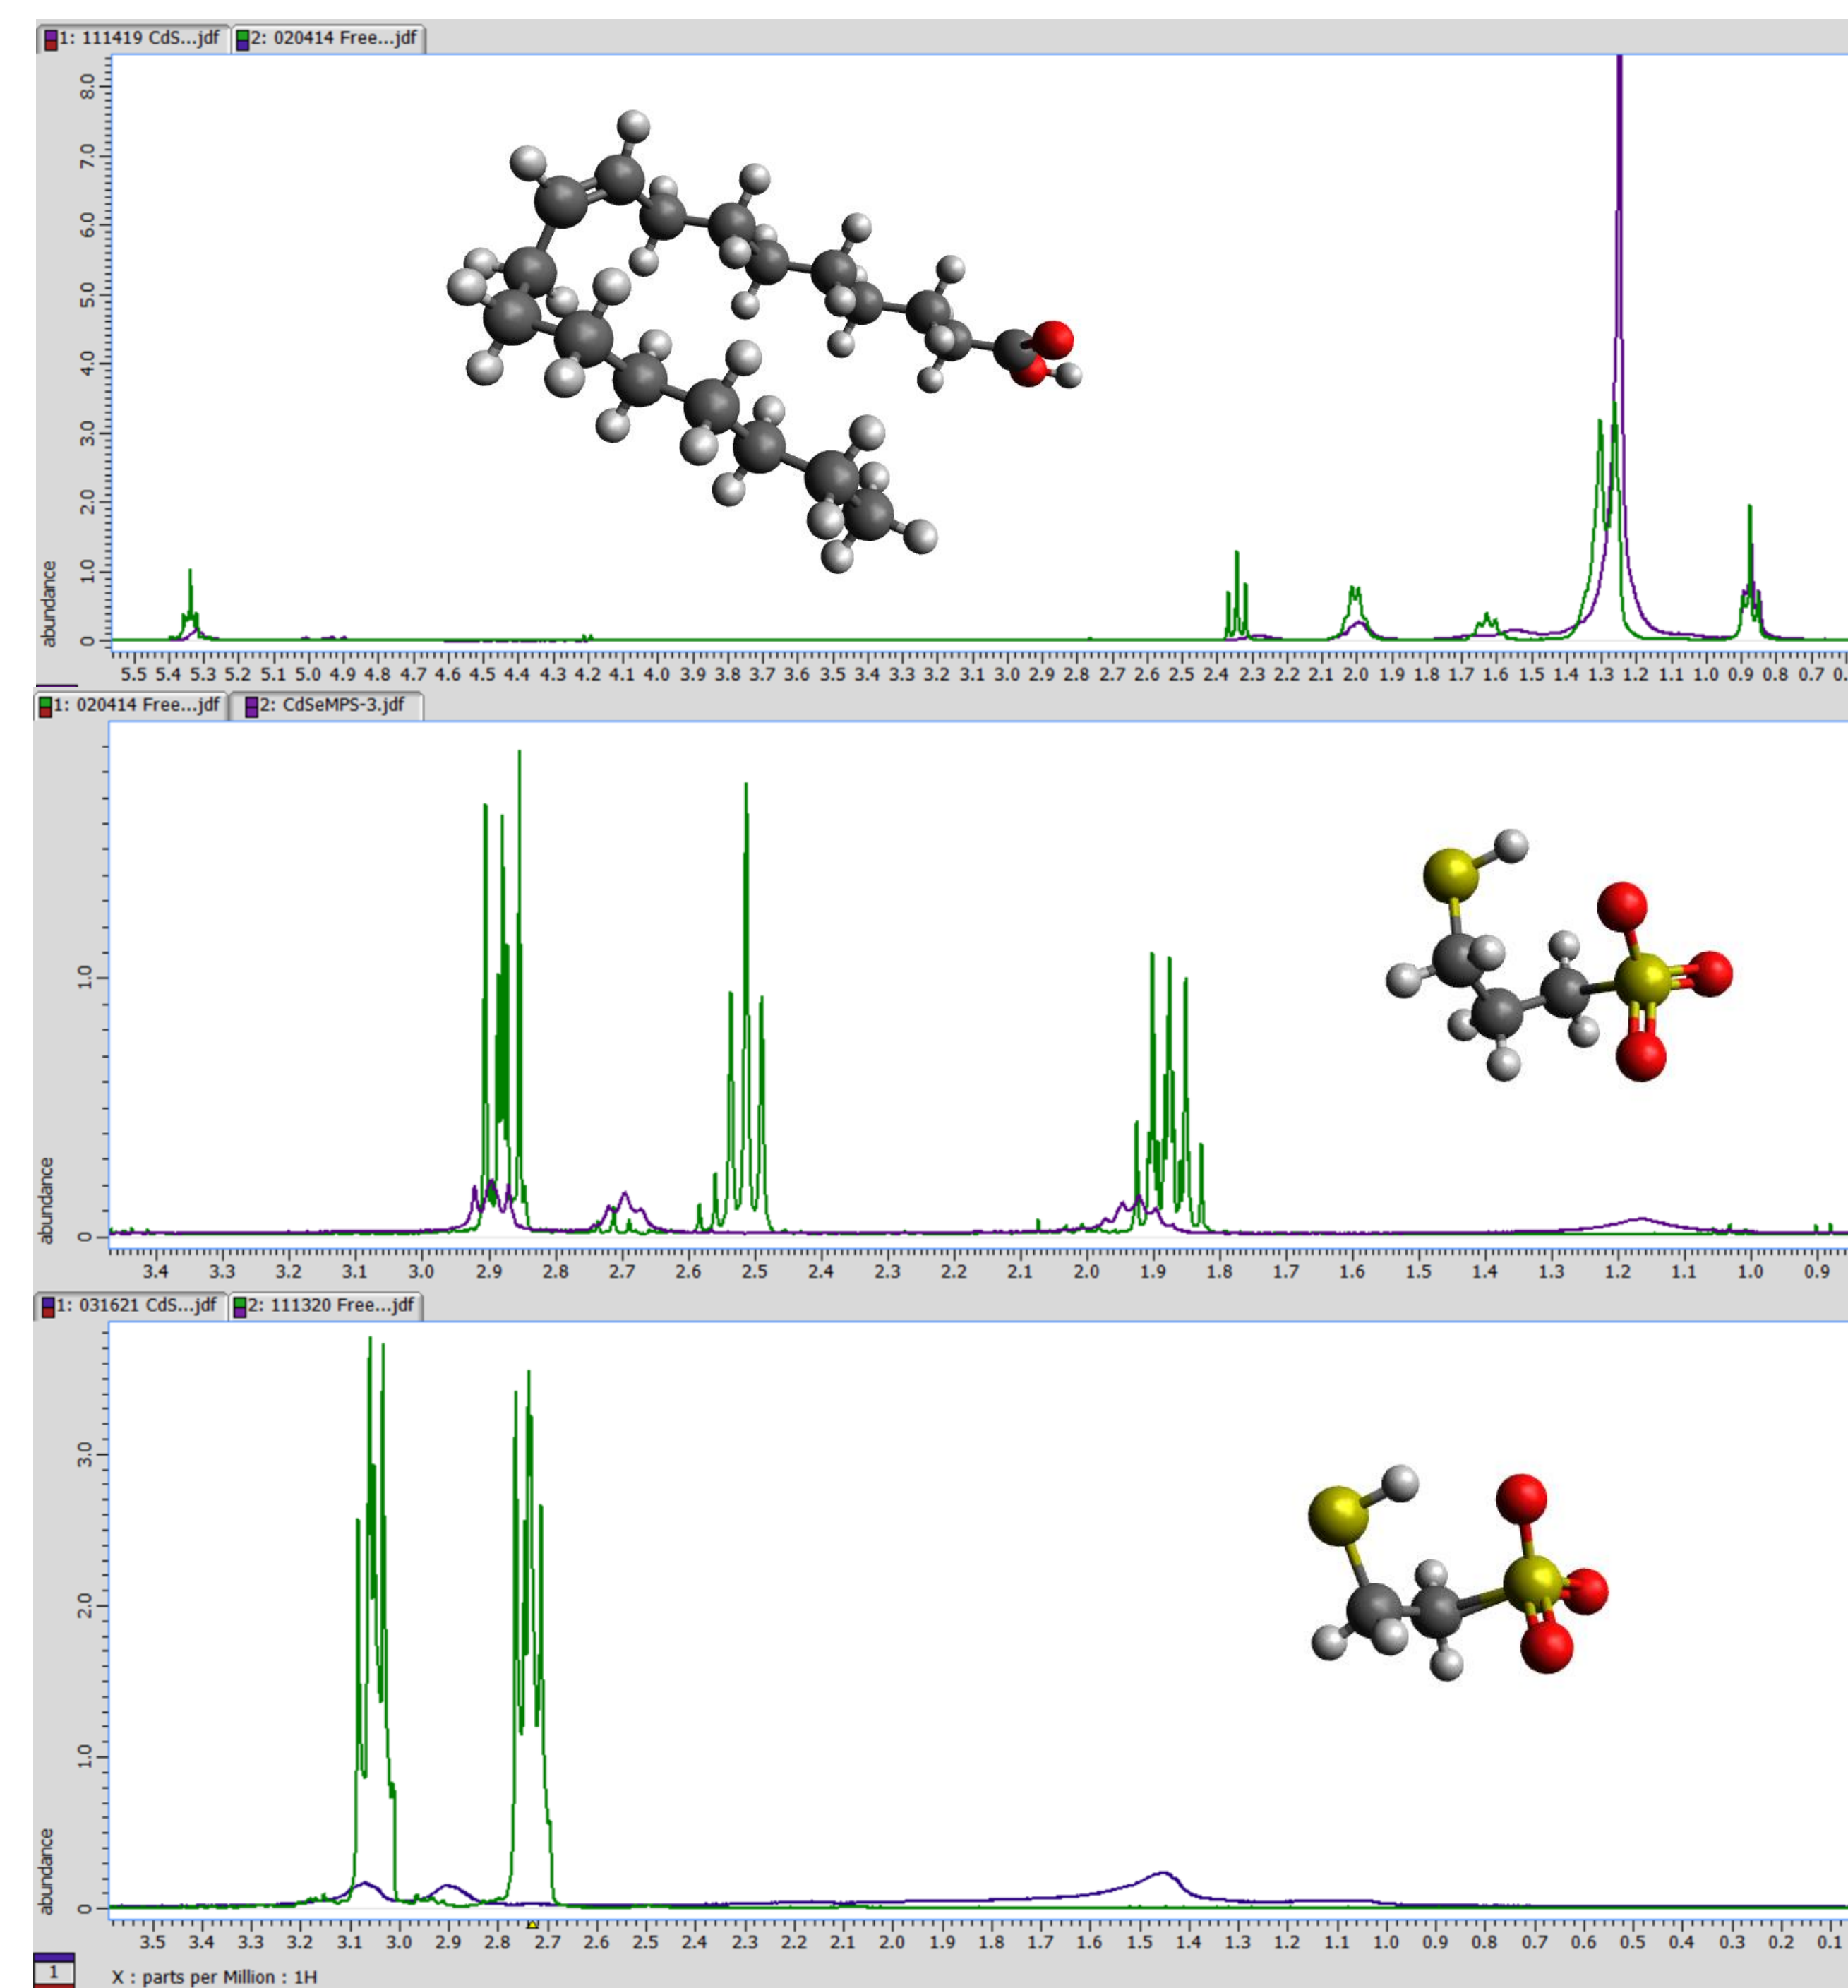 1: 111419 CdS...jdf 2: 020414 Free...jdf
8.0
7.0
6.0
5.0
4.0
3.0
2.0
1.0
0
abundance
5.5 5.4 5.3 5.2 5.1 5.0 4.9 4.8 4.7 4.6 4.5 4.4 4.3 4.2 4.1 4.0 3.9 3.8 3.7 3.6 3.5 3.4 3.3 3.2 3.1 3.0 2.9 2.8 2.7 2.6 2.5 2.4 2.3 2.2 2.1 2.0 1.9 1.8 1.7 1.6 1.5 1.4 1.3 1.2 1.1 1.0 0.9 0.8 0.7 0.
1: 020414 Free...jdf 2: CdSeMPS-3.jdf
1.0
0
abundance
3.4 3.3 3.2 3.1 3.0 2.9 2.8 2.7 2.6 2.5 2.4 2.3 2.2 2.1 2.0 1.9 1.8 1.7 1.6 1.5 1.4 1.3 1.2 1.1 1.0 0.9
1: 031621 CdS...jdf 2: 111320 Free...jdf
3.0
2.0
1.0
0
abundance
3.5 3.4 3.3 3.2 3.1 3.0 2.9 2.8 2.7 2.6 2.5 2.4 2.3 2.2 2.1 2.0 1.9 1.8 1.7 1.6 1.5 1.4 1.3 1.2 1.1 1.0 0.9 0.8 0.7 0.6 0.5 0.4 0.3 0.2 0.1
1
X : parts per Million : 1H